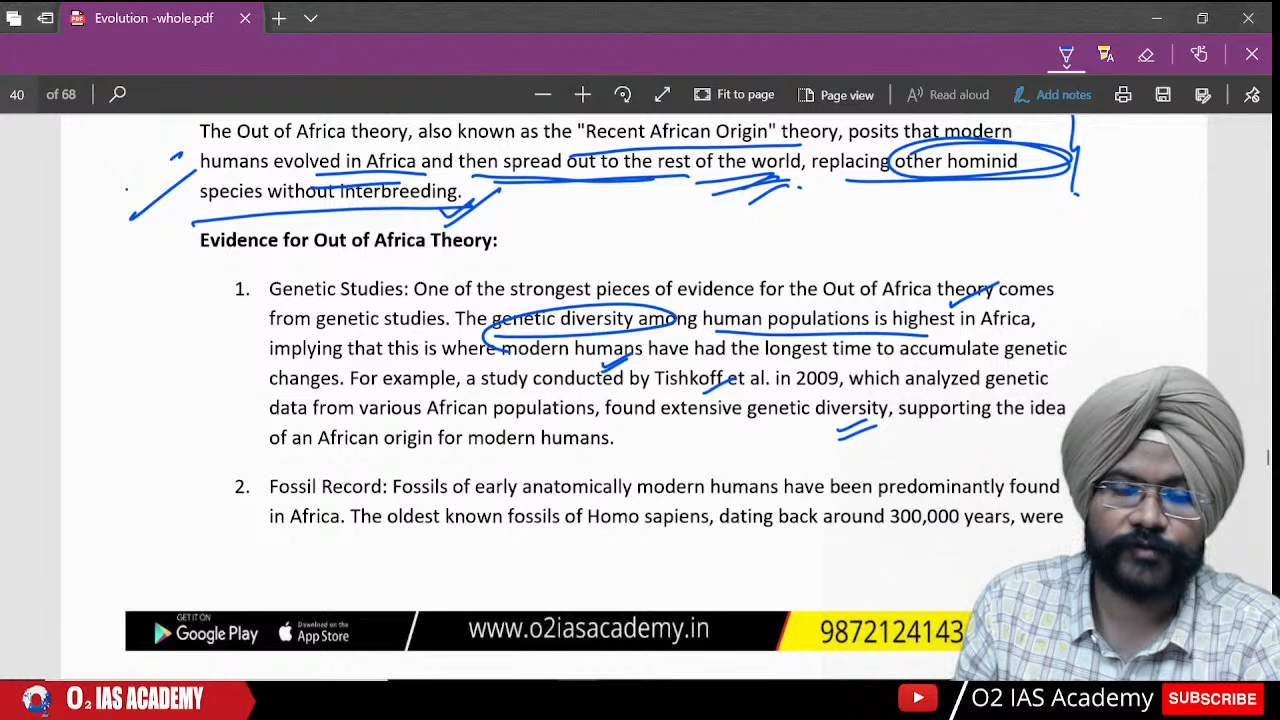 Evolution -whole.pdf
40 of 68
Fit to page
Page view
Read aloud
Add notes
The Out of Africa theory, also known as the "Recent African Origin" theory, posits that modern
humans evolved in Africa and then spread out to the rest of the world, replacing other hominid
species without interbreeding.
Evidence for Out of Africa Theory:
1. Genetic Studies: One of the strongest pieces of evidence for the Out of Africa theory comes
from genetic studies. The genetic diversity among human populations is highest in Africa,
implying that this is where modern humans have had the longest time to accumulate genetic
changes. For example, a study conducted by Tishkoff et al. in 2009, which analyzed genetic
data from various African populations, found extensive genetic diversity, supporting the idea
of an African origin for modern humans.
2. Fossil Record: Fossils of early anatomically modern humans have been predominantly found
in Africa. The oldest known fossils of Homo sapiens, dating back around 300,000 years, were
GET IT ON
Google Play
Download on the
App Store
www.o2iasacademy.in
9872124143
O2 IAS ACADEMY
O2 IAS Academy
SUBSCRIBE